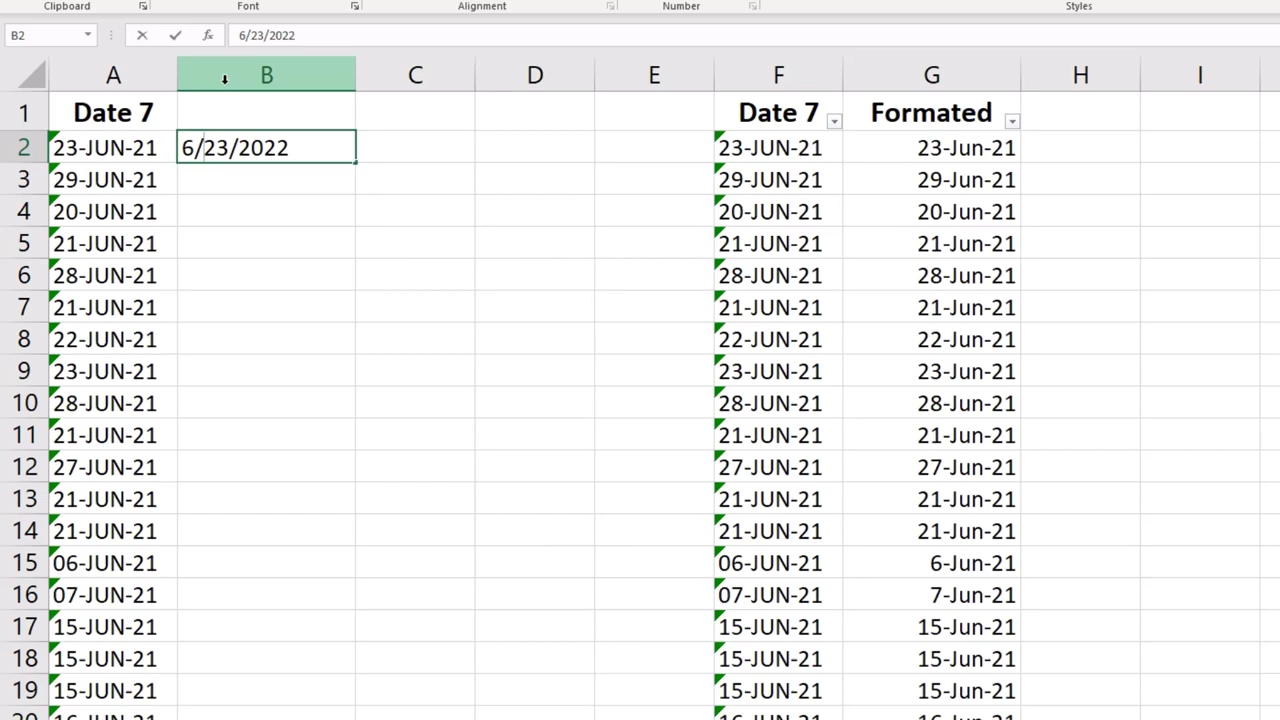 Clipboard Font Alignment Number Styles
B2 fx 6/23/2022
A B C D E F G H I
1 Date 7 Date 7 Formated
2 23-JUN-21 6/23/2022 23-JUN-21 23-Jun-21
3 29-JUN-21 29-JUN-21 29-Jun-21
4 20-JUN-21 20-JUN-21 20-Jun-21
5 21-JUN-21 21-JUN-21 21-Jun-21
6 28-JUN-21 28-JUN-21 28-Jun-21
7 21-JUN-21 21-JUN-21 21-Jun-21
8 22-JUN-21 22-JUN-21 22-Jun-21
9 23-JUN-21 23-JUN-21 23-Jun-21
10 28-JUN-21 28-JUN-21 28-Jun-21
11 21-JUN-21 21-JUN-21 21-Jun-21
12 27-JUN-21 27-JUN-21 27-Jun-21
13 21-JUN-21 21-JUN-21 21-Jun-21
14 21-JUN-21 21-JUN-21 21-Jun-21
15 06-JUN-21 06-JUN-21 6-Jun-21
16 07-JUN-21 07-JUN-21 7-Jun-21
17 15-JUN-21 15-JUN-21 15-Jun-21
18 15-JUN-21 15-JUN-21 15-Jun-21
19 15-JUN-21 15-JUN-21 15-Jun-21